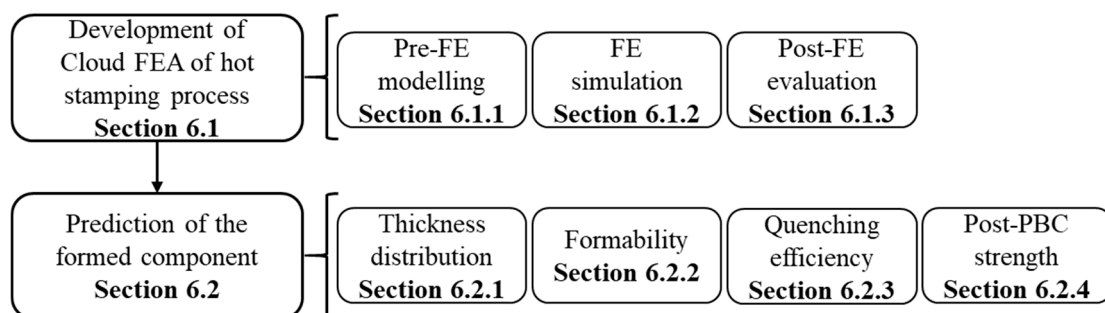 Development of
Cloud FEA of hot
stamping process
Section 6.1
Pre-FE
modelling
Section 6.1.1
FE
simulation
Section 6.1.2
Post-FE
evaluation
Section 6.1.3
Prediction of the
formed component
Section 6.2
Thickness
distribution
Section 6.2.1
Formability
Section 6.2.2
Quenching
efficiency
Section 6.2.3
Post-PBC
strength
Section 6.2.4